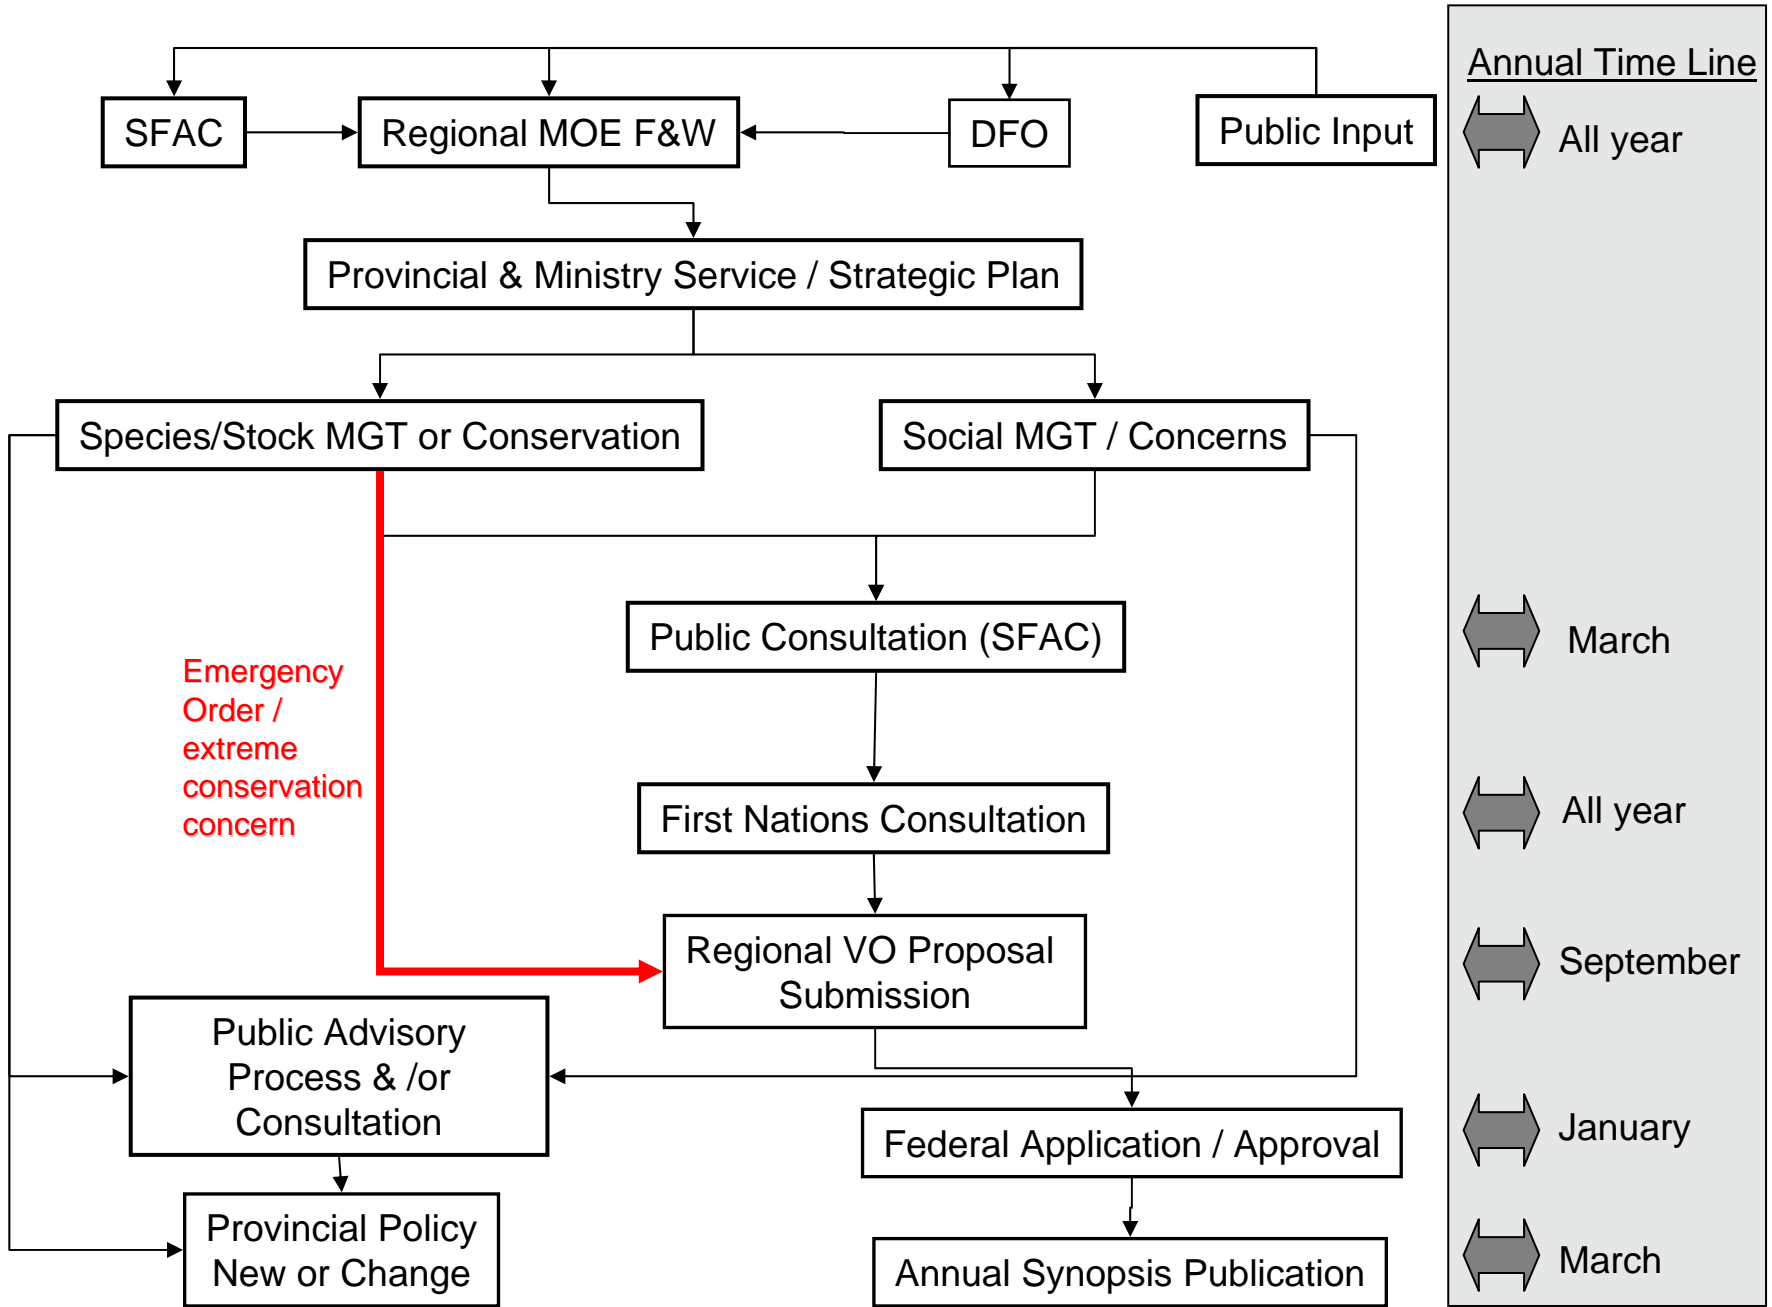 Annual Time Line
SFAC
Regional MOE F&W
DFO
Public Input
All year
Provincial & Ministry Service / Strategic Plan
Species/Stock MGT or Conservation
Social MGT / Concerns
Public Consultation (SFAC)
March
Emergency
Order /
extreme
conservation
concern
First Nations Consultation
All year
Regional VO Proposal
Submission
September
Public Advisory
Process & /or
Consultation
Federal Application / Approval
January
Provincial Policy
New or Change
Annual Synopsis Publication
March